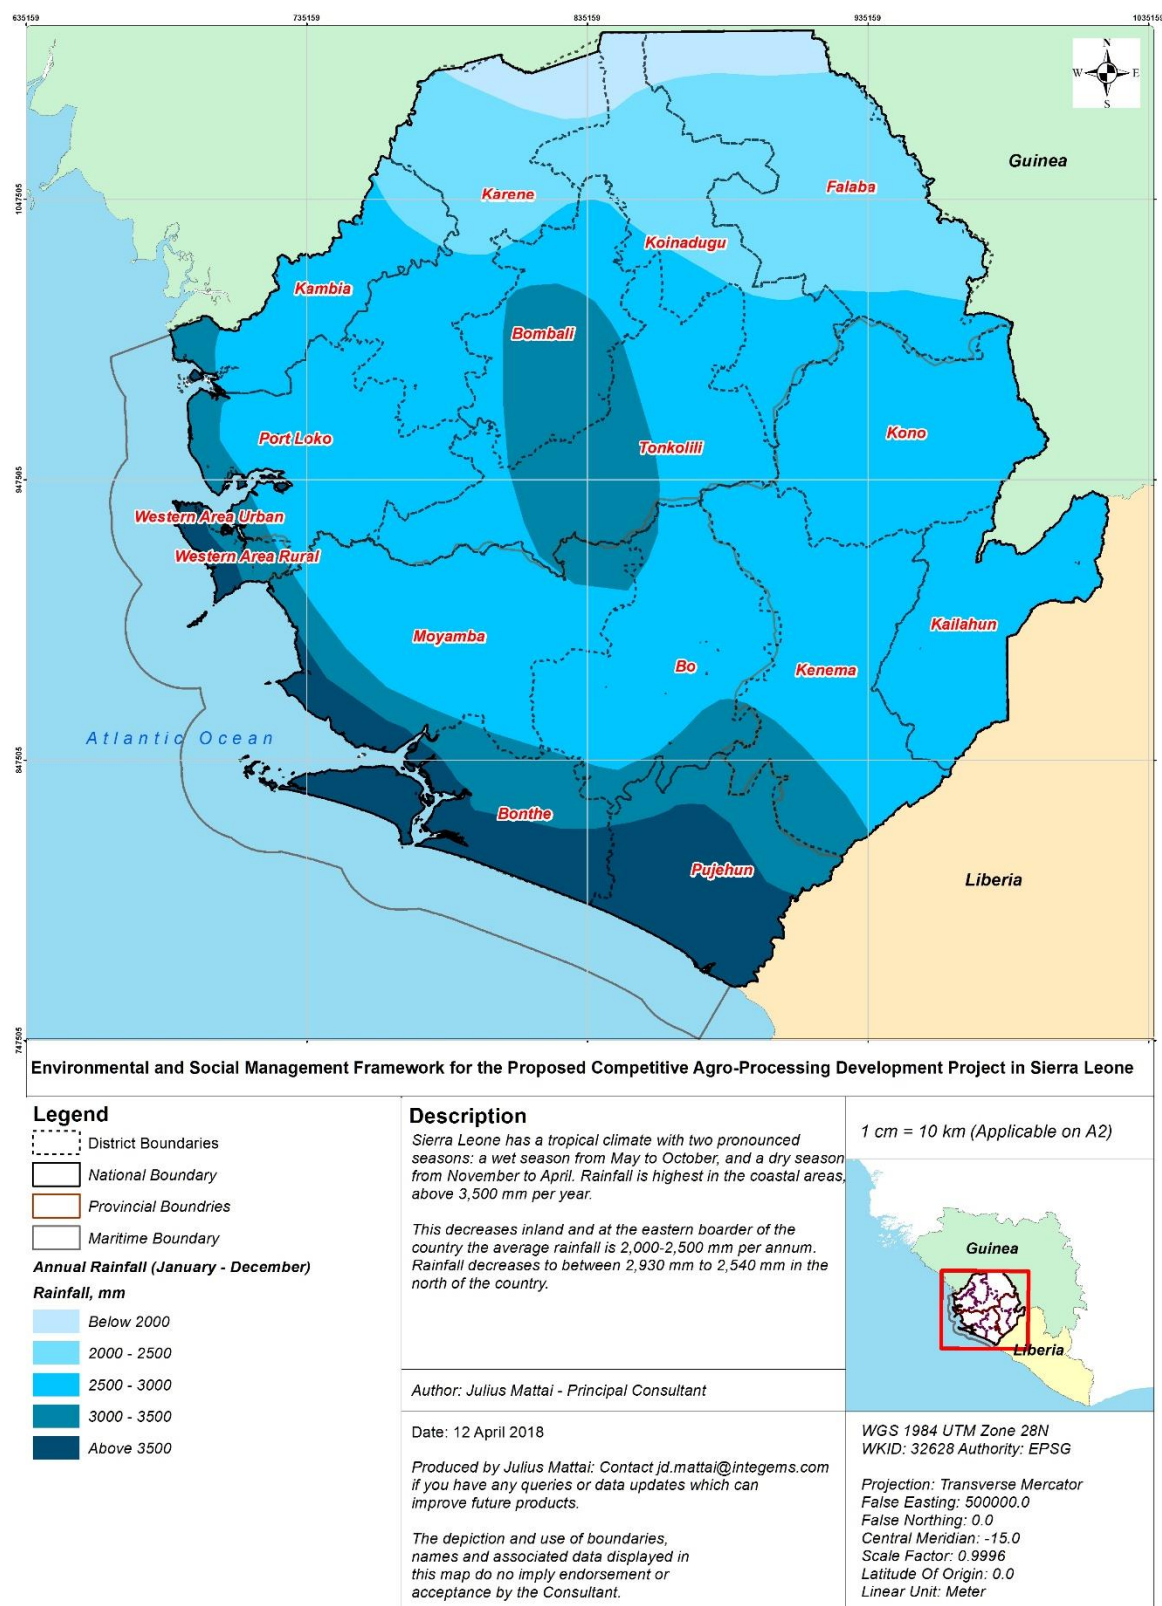 635159
735159
835159
935159
1035159
N
W E
S
Guinea
1047505
Karene
Falaba
Koinadugu
Kambia
Bombali
Port Loko
Tonkolili
Kono
947505
Western Area Urban
Western Area Rural
Moyamba
Bo
Kenema
Kailahun
Atlantic Ocean
847505
Bonthe
Pujehun
Liberia
747505
Environmental and Social Management Framework for the Proposed Competitive Agro-Processing Development Project in Sierra Leone
Legend
District Boundaries
National Boundary
Provincial Boundries
Maritime Boundary
Annual Rainfall (January - December)
Rainfall, mm
Below 2000
2000 - 2500
2500 - 3000
3000 - 3500
Above 3500
Description
Sierra Leone has a tropical climate with two pronounced
seasons: a wet season from May to October, and a dry season
from November to April. Rainfall is highest in the coastal areas,
above 3,500 mm per year.
This decreases inland and at the eastern boarder of the
country the average rainfall is 2,000-2,500 mm per annum.
Rainfall decreases to between 2,930 mm to 2,540 mm in the
north of the country.
Author: Julius Mattai - Principal Consultant
Date: 12 April 2018
Produced by Julius Mattai: Contact jd.mattai@integems.com
if you have any queries or data updates which can
improve future products.
The depiction and use of boundaries,
names and associated data displayed in
this map do no imply endorsement or
acceptance by the Consultant.
1 cm = 10 km (Applicable on A2)
Guinea
Liberia
WGS 1984 UTM Zone 28N
WKID: 32628 Authority: EPSG
Projection: Transverse Mercator
False Easting: 500000.0
False Northing: 0.0
Central Meridian: -15.0
Scale Factor: 0.9996
Latitude Of Origin: 0.0
Linear Unit: Meter